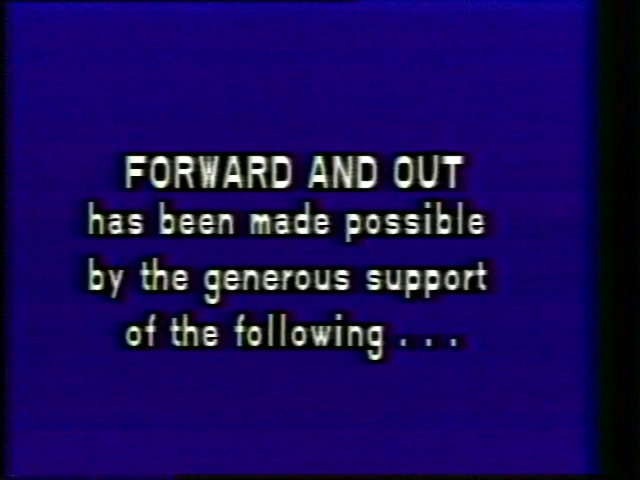 FORWARD AND OUT
has been made possible
by the generous support
of the following . . .